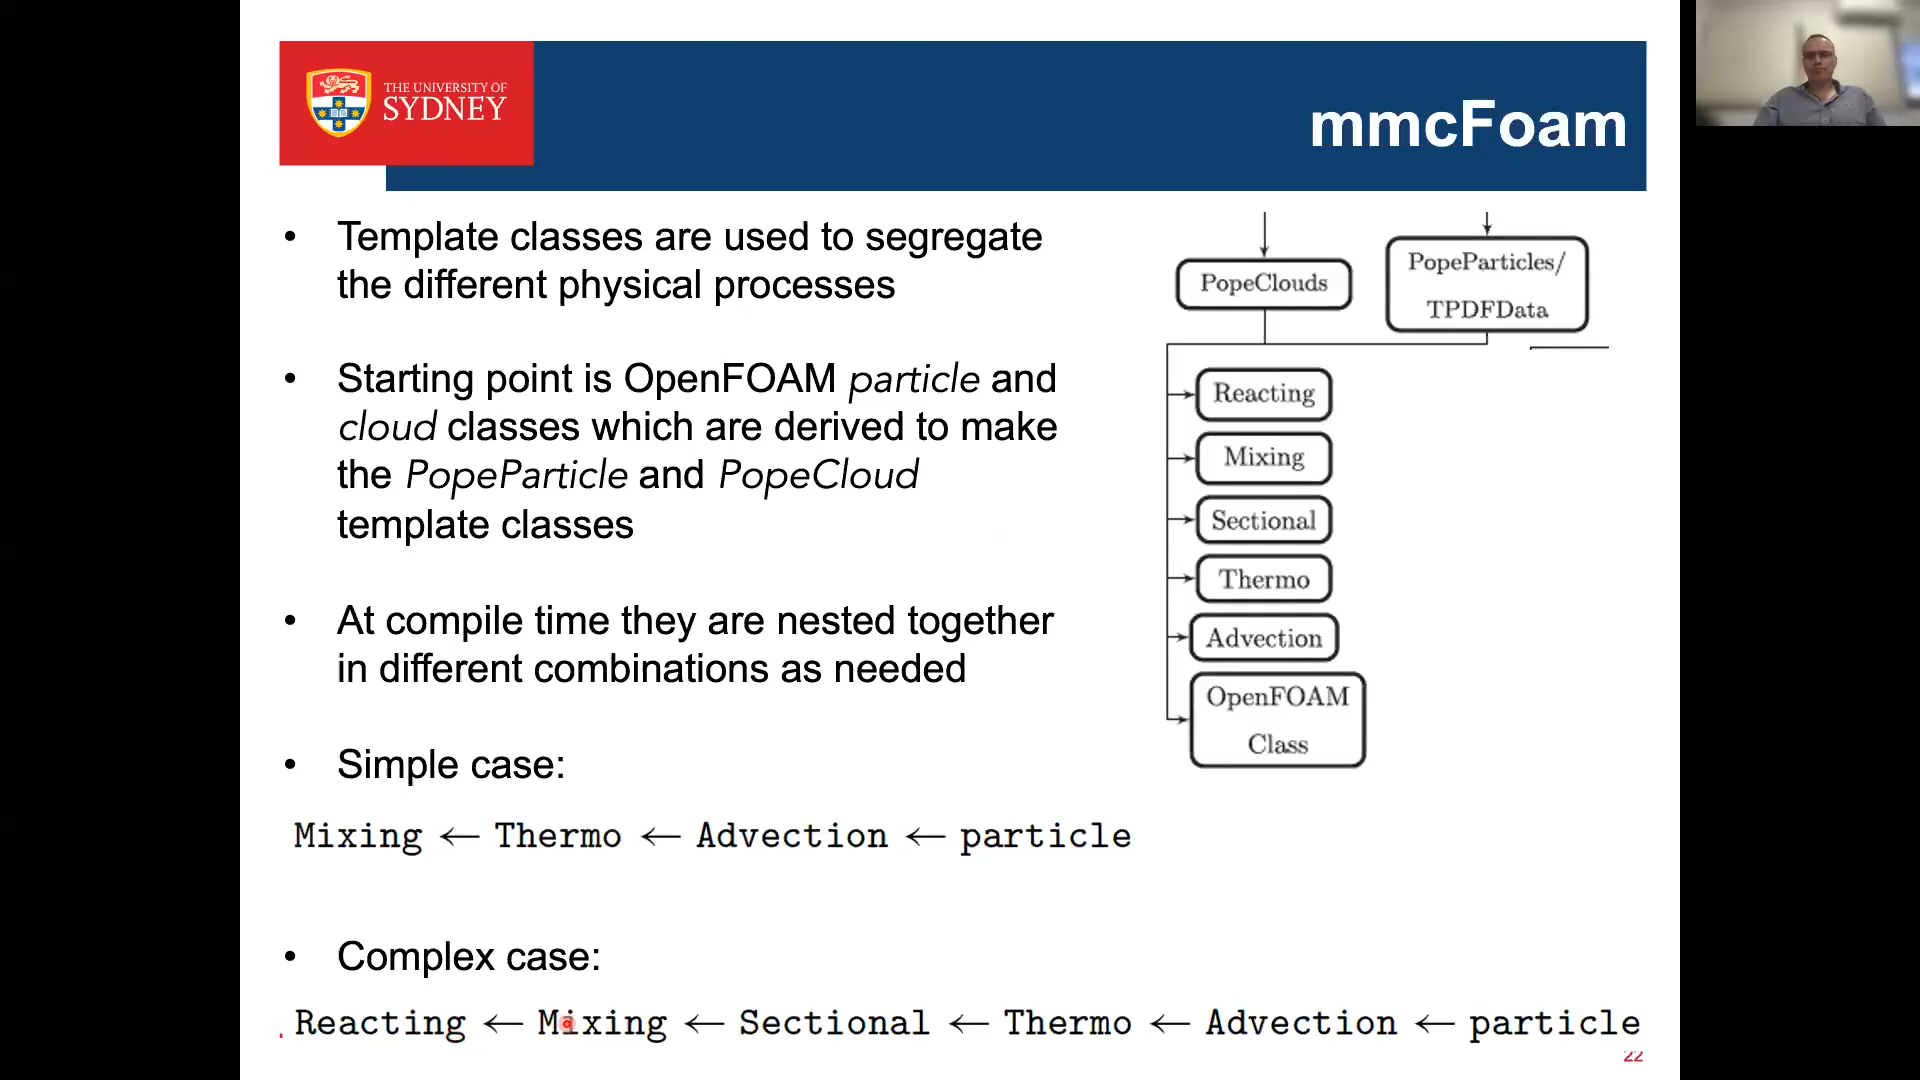 THE UNIVERSITY OF
SYDNEY
mmcFoam
• Template classes are used to segregate
the different physical processes
• Starting point is OpenFOAM particle and
cloud classes which are derived to make
the PopeParticle and PopeCloud
template classes
• At compile time they are nested together
in different combinations as needed
• Simple case:
Mixing ← Thermo ← Advection ← particle
• Complex case:
Reacting ← Mixing ← Sectional ← Thermo ← Advection ← particle
PopeClouds
PopeParticles/
TPDFData
Reacting
Mixing
Sectional
Thermo
Advection
OpenFOAM
Class
22